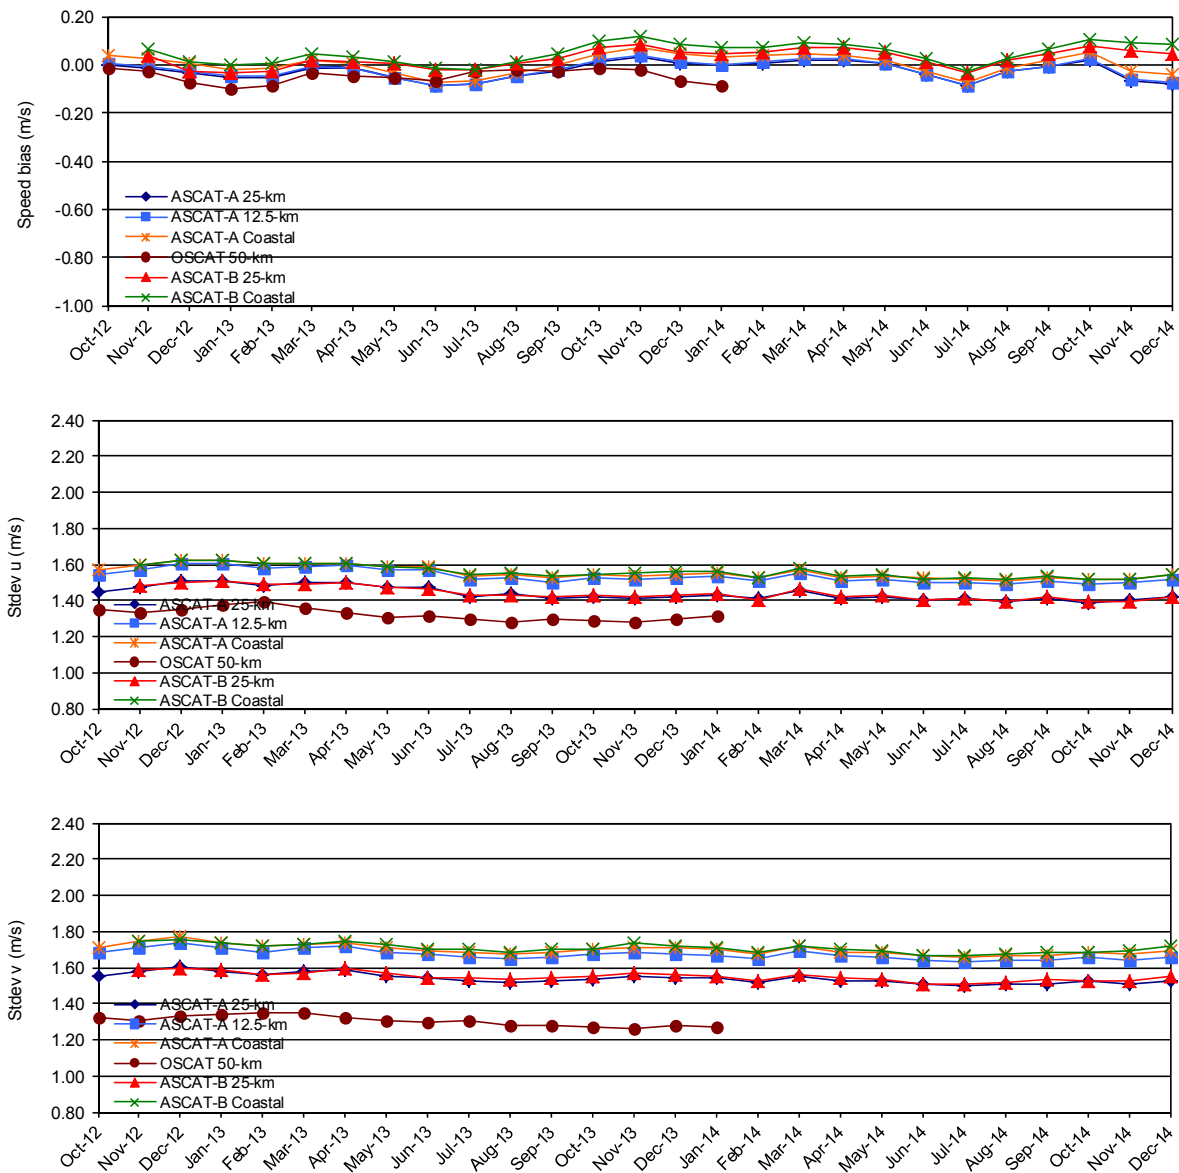 0.20
0.00
-0.20
-0.40
-0.60
-0.80
-1.00
Speed bias (m/s)
ASCAT-A 25-km
ASCAT-A 12.5-km
ASCAT-A Coastal
OSCAT 50-km
ASCAT-B 25-km
ASCAT-B Coastal
Oct-12 Nov-12 Dec-12 Jan-13 Feb-13 Mar-13 Apr-13 May-13 Jun-13 Jul-13 Aug-13 Sep-13 Oct-13 Nov-13 Dec-13 Jan-14 Feb-14 Mar-14 Apr-14 May-14 Jun-14 Jul-14 Aug-14 Sep-14 Oct-14 Nov-14 Dec-14
2.40
2.20
2.00
1.80
1.60
1.40
1.20
1.00
0.80
Stdev u (m/s)
ASCAT-A 25-km
ASCAT-A 12.5-km
ASCAT-A Coastal
OSCAT 50-km
ASCAT-B 25-km
ASCAT-B Coastal
Oct-12 Nov-12 Dec-12 Jan-13 Feb-13 Mar-13 Apr-13 May-13 Jun-13 Jul-13 Aug-13 Sep-13 Oct-13 Nov-13 Dec-13 Jan-14 Feb-14 Mar-14 Apr-14 May-14 Jun-14 Jul-14 Aug-14 Sep-14 Oct-14 Nov-14 Dec-14
2.40
2.20
2.00
1.80
1.60
1.40
1.20
1.00
0.80
Stdev v (m/s)
ASCAT-A 25-km
ASCAT-A 12.5-km
ASCAT-A Coastal
OSCAT 50-km
ASCAT-B 25-km
ASCAT-B Coastal
Oct-12 Nov-12 Dec-12 Jan-13 Feb-13 Mar-13 Apr-13 May-13 Jun-13 Jul-13 Aug-13 Sep-13 Oct-13 Nov-13 Dec-13 Jan-14 Feb-14 Mar-14 Apr-14 May-14 Jun-14 Jul-14 Aug-14 Sep-14 Oct-14 Nov-14 Dec-14